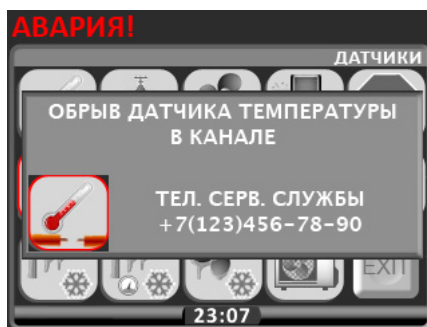 АВАРИЯ!
ДАТЧИКИ
ОБРЫВ ДАТЧИКА ТЕМПЕРАТУРЫ
В КАНАЛЕ
ТЕЛ. СЕРВ. СЛУЖБЫ
+7(123)456-78-90
EXIT
23:07